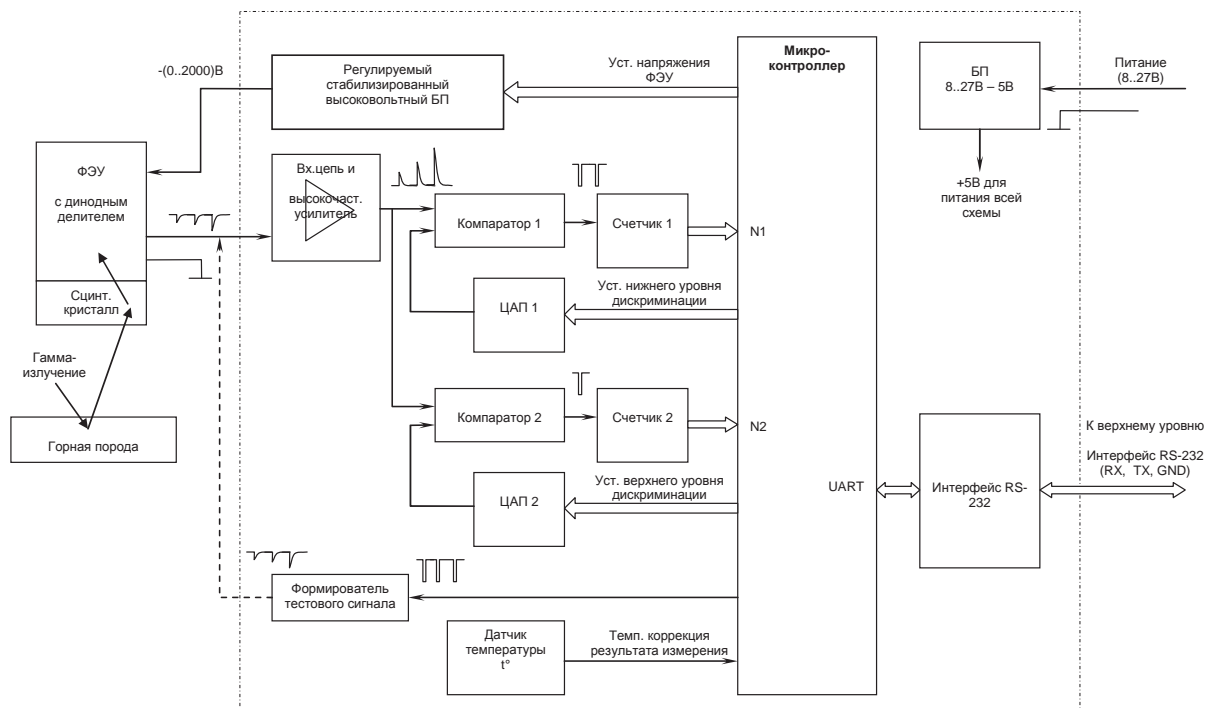 -(0..2000)В
Регулируемый
стабилизированный
высоковольтный БП
Уст. напряжения
ФЭУ
Микро-
контроллер
БП
8..27В – 5В
Питание
(8..27В)
ФЭУ
с динодным
делителем
Вх.цепь и
высокочаст.
усилитель
Компаратор 1
Счетчик 1
N1
+5В для
питания всей
схемы
Сцинт.
кристалл
ЦАП 1
Уст. нижнего уровня
дискриминации
Гамма-
излучение
Горная порода
Компаратор 2
Счетчик 2
N2
К верхнему уровню
Интерфейс RS-232
(RX, TX, GND)
ЦАП 2
Уст. верхнего уровня
дискриминации
UART
Интерфейс RS-
232
Формирователь
тестового сигнала
Датчик
температуры
t°
Темп. коррекция
результата измерения